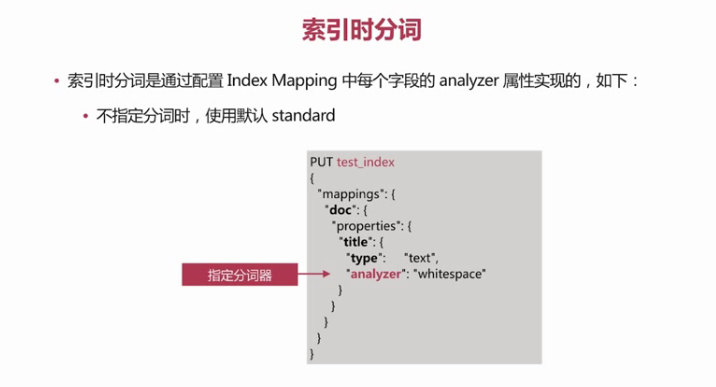 索引时分词
• 索引时分词是通过配置 Index Mapping 中每个字段的 analyzer 属性实现的，如下：
• 不指定分词时，使用默认 standard
PUT test_index
{
"mappings": {
"doc": {
"properties": {
"title": {
"type": "text",
指定分词器
"analyzer": "whitespace"
}
}
}
}
}